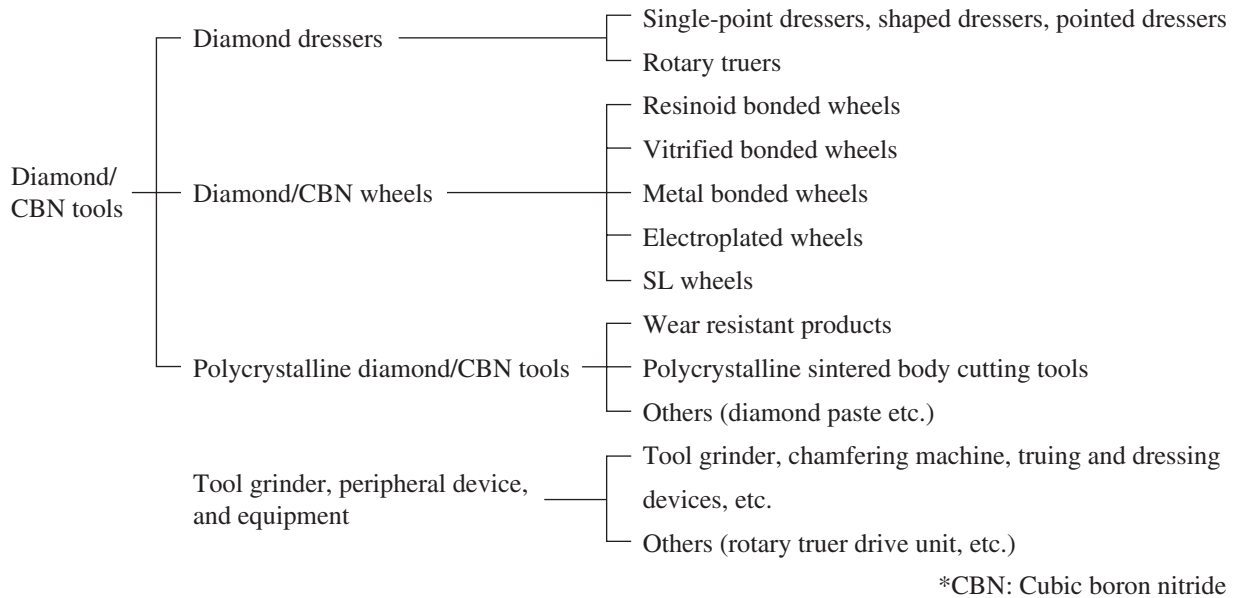 Diamond/
CBN tools
Diamond dressers
Single-point dressers, shaped dressers, pointed dressers
Rotary truers
Diamond/CBN wheels
Resinoid bonded wheels
Vitrified bonded wheels
Metal bonded wheels
Electroplated wheels
SL wheels
Polycrystalline diamond/CBN tools
Wear resistant products
Polycrystalline sintered body cutting tools
Others (diamond paste etc.)
Tool grinder, peripheral device,
and equipment
Tool grinder, chamfering machine, truing and dressing
devices, etc.
Others (rotary truer drive unit, etc.)
*CBN: Cubic boron nitride